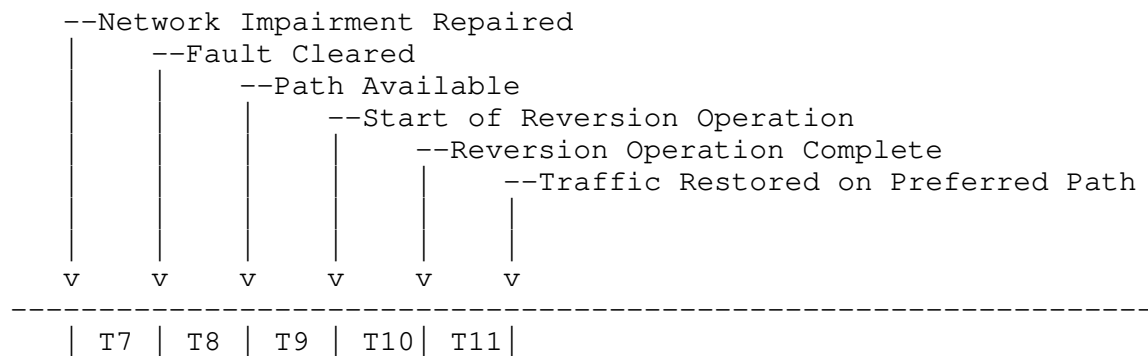 --Network Impairment Repaired
|     --Fault Cleared
|     |     --Path Available
|     |     |     --Start of Reversion Operation
|     |     |     |     --Reversion Operation Complete
|     |     |     |     |     --Traffic Restored on Preferred Path
|     |     |     |     |     |
|     |     |     |     |     |
v     v     v     v     v     v
-----------------------------------------------------------------
| T7 | T8 | T9 | T10| T11|